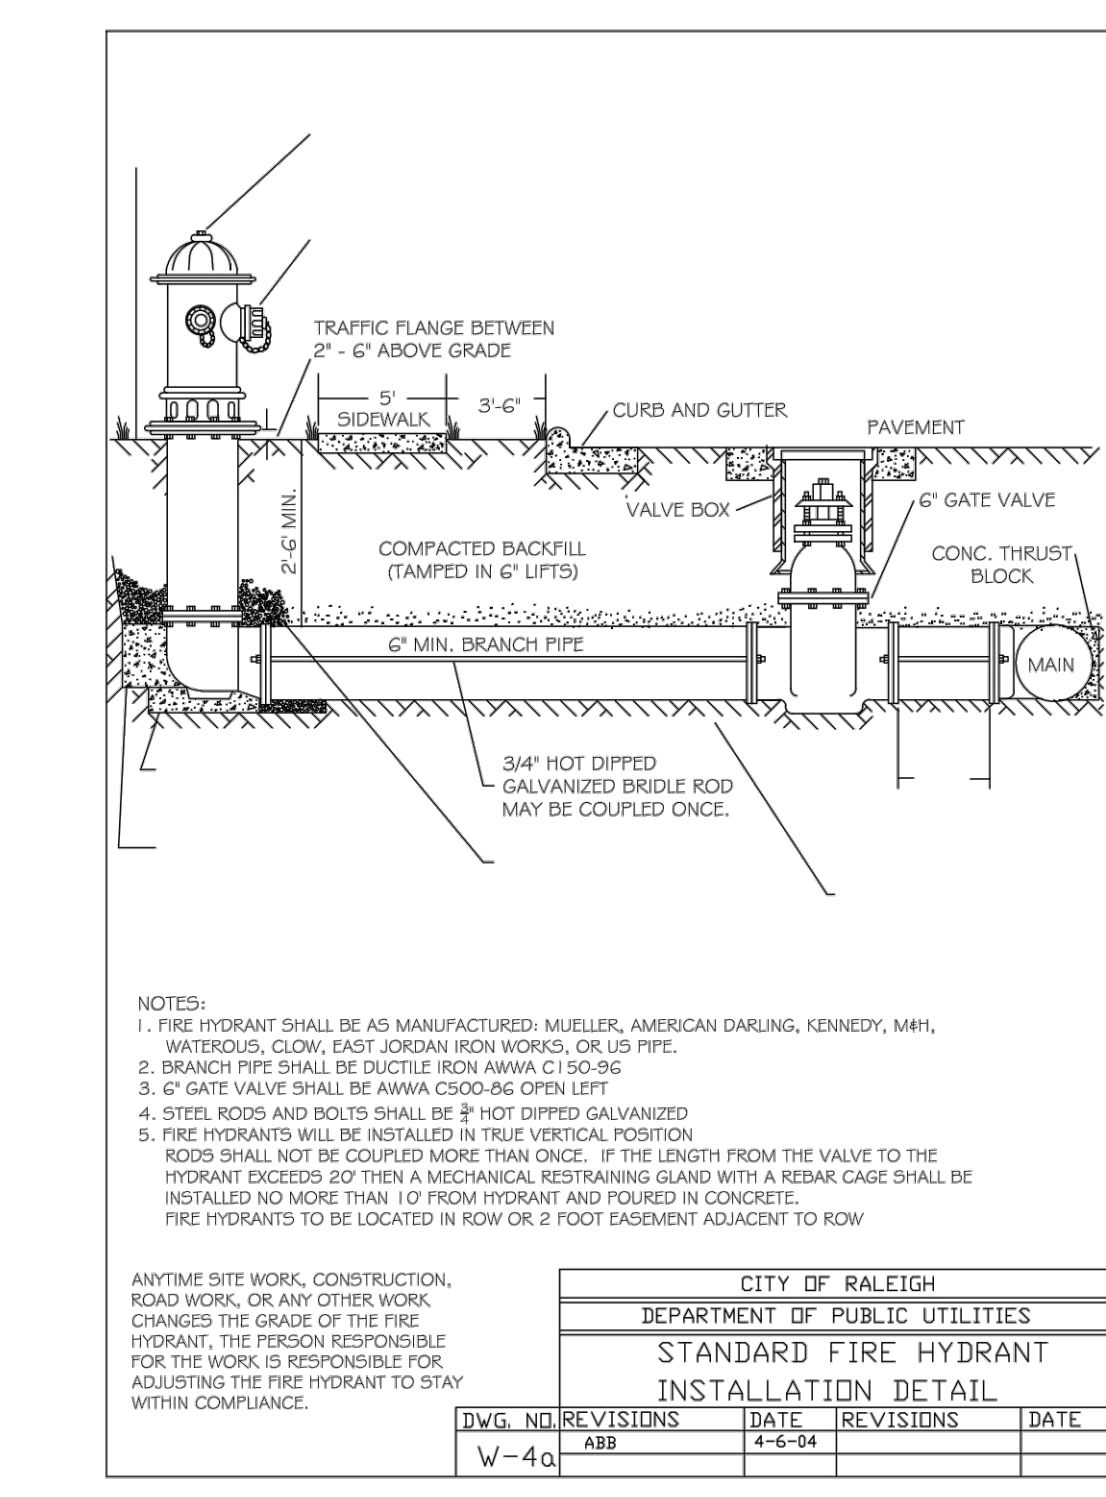 TRAFFIC FLANGE BETWEEN
2" - 6" ABOVE GRADE
5'
SIDEWALK
3'-6"
CURB AND GUTTER
PAVEMENT
VALVE BOX
6" GATE VALVE
2'-6' MIN.
COMPACTED BACKFILL
(TAMPED IN 6" LIFTS)
CONC. THRUST
BLOCK
6" MIN. BRANCH PIPE
MAIN
3/4" HOT DIPPED
GALVANIZED BRIDLE ROD
MAY BE COUPLED ONCE.
NOTES:
1. FIRE HYDRANT SHALL BE AS MANUFACTURED: MUELLER, AMERICAN DARLING, KENNEDY, M&H,
WATEROUS, CLOW, EAST JORDAN IRON WORKS, OR US PIPE.
2. BRANCH PIPE SHALL BE DUCTILE IRON AWWA C150-96
3. 6" GATE VALVE SHALL BE AWWA C500-86 OPEN LEFT
4. STEEL RODS AND BOLTS SHALL BE 3/4" HOT DIPPED GALVANIZED
5. FIRE HYDRANTS WILL BE INSTALLED IN TRUE VERTICAL POSITION
RODS SHALL NOT BE COUPLED MORE THAN ONCE. IF THE LENGTH FROM THE VALVE TO THE
HYDRANT EXCEEDS 20' THEN A MECHANICAL RESTRAINING GLAND WITH A REBAR CAGE SHALL BE
INSTALLED NO MORE THAN 10' FROM HYDRANT AND POURED IN CONCRETE.
FIRE HYDRANTS TO BE LOCATED IN ROW OR 2 FOOT EASEMENT ADJACENT TO ROW
ANYTIME SITE WORK, CONSTRUCTION,
ROAD WORK, OR ANY OTHER WORK
CHANGES THE GRADE OF THE FIRE
HYDRANT, THE PERSON RESPONSIBLE
FOR THE WORK IS RESPONSIBLE FOR
ADJUSTING THE FIRE HYDRANT TO STAY
WITHIN COMPLIANCE.
CITY OF RALEIGH
DEPARTMENT OF PUBLIC UTILITIES
STANDARD FIRE HYDRANT
INSTALLATION DETAIL
DWG. NO. REVISIONS DATE REVISIONS DATE
W-4a ABB 4-6-04